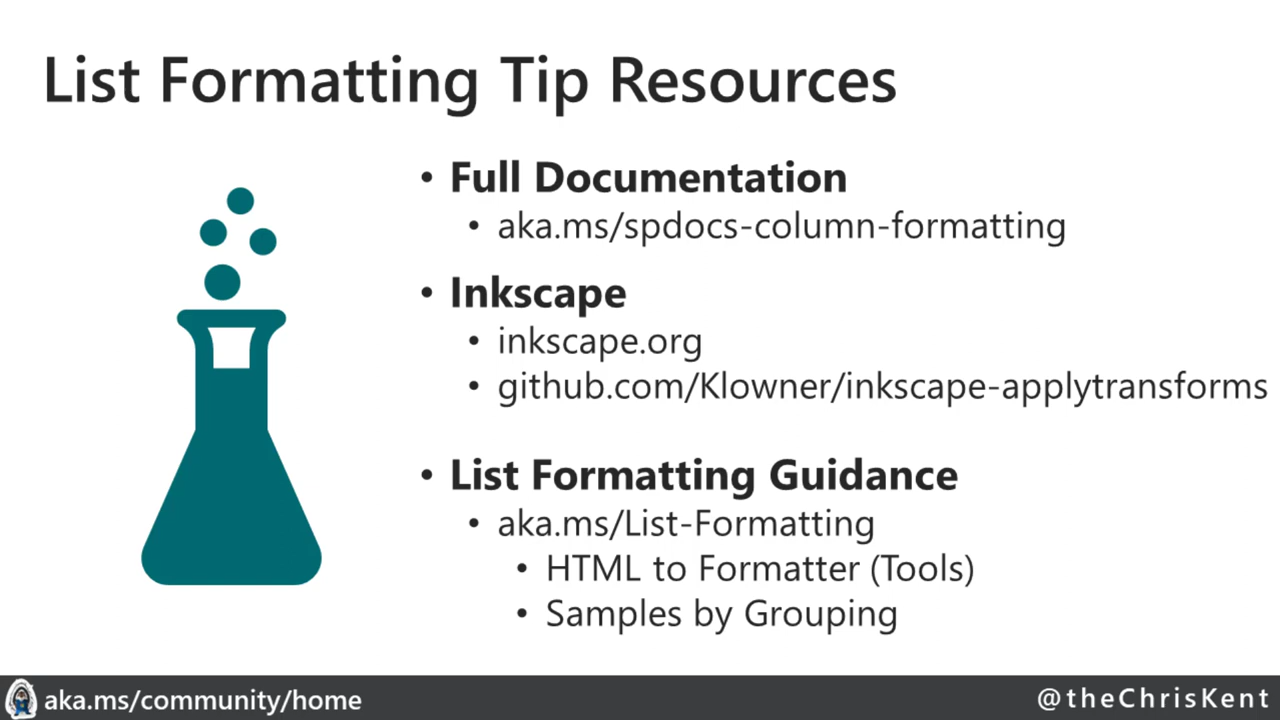 List Formatting Tip Resources
• Full Documentation
• aka.ms/spdocs-column-formatting
• Inkscape
• inkscape.org
• github.com/Klowner/inkscape-applytransforms
• List Formatting Guidance
• aka.ms/List-Formatting
• HTML to Formatter (Tools)
• Samples by Grouping
aka.ms/community/home
@theChrisKent